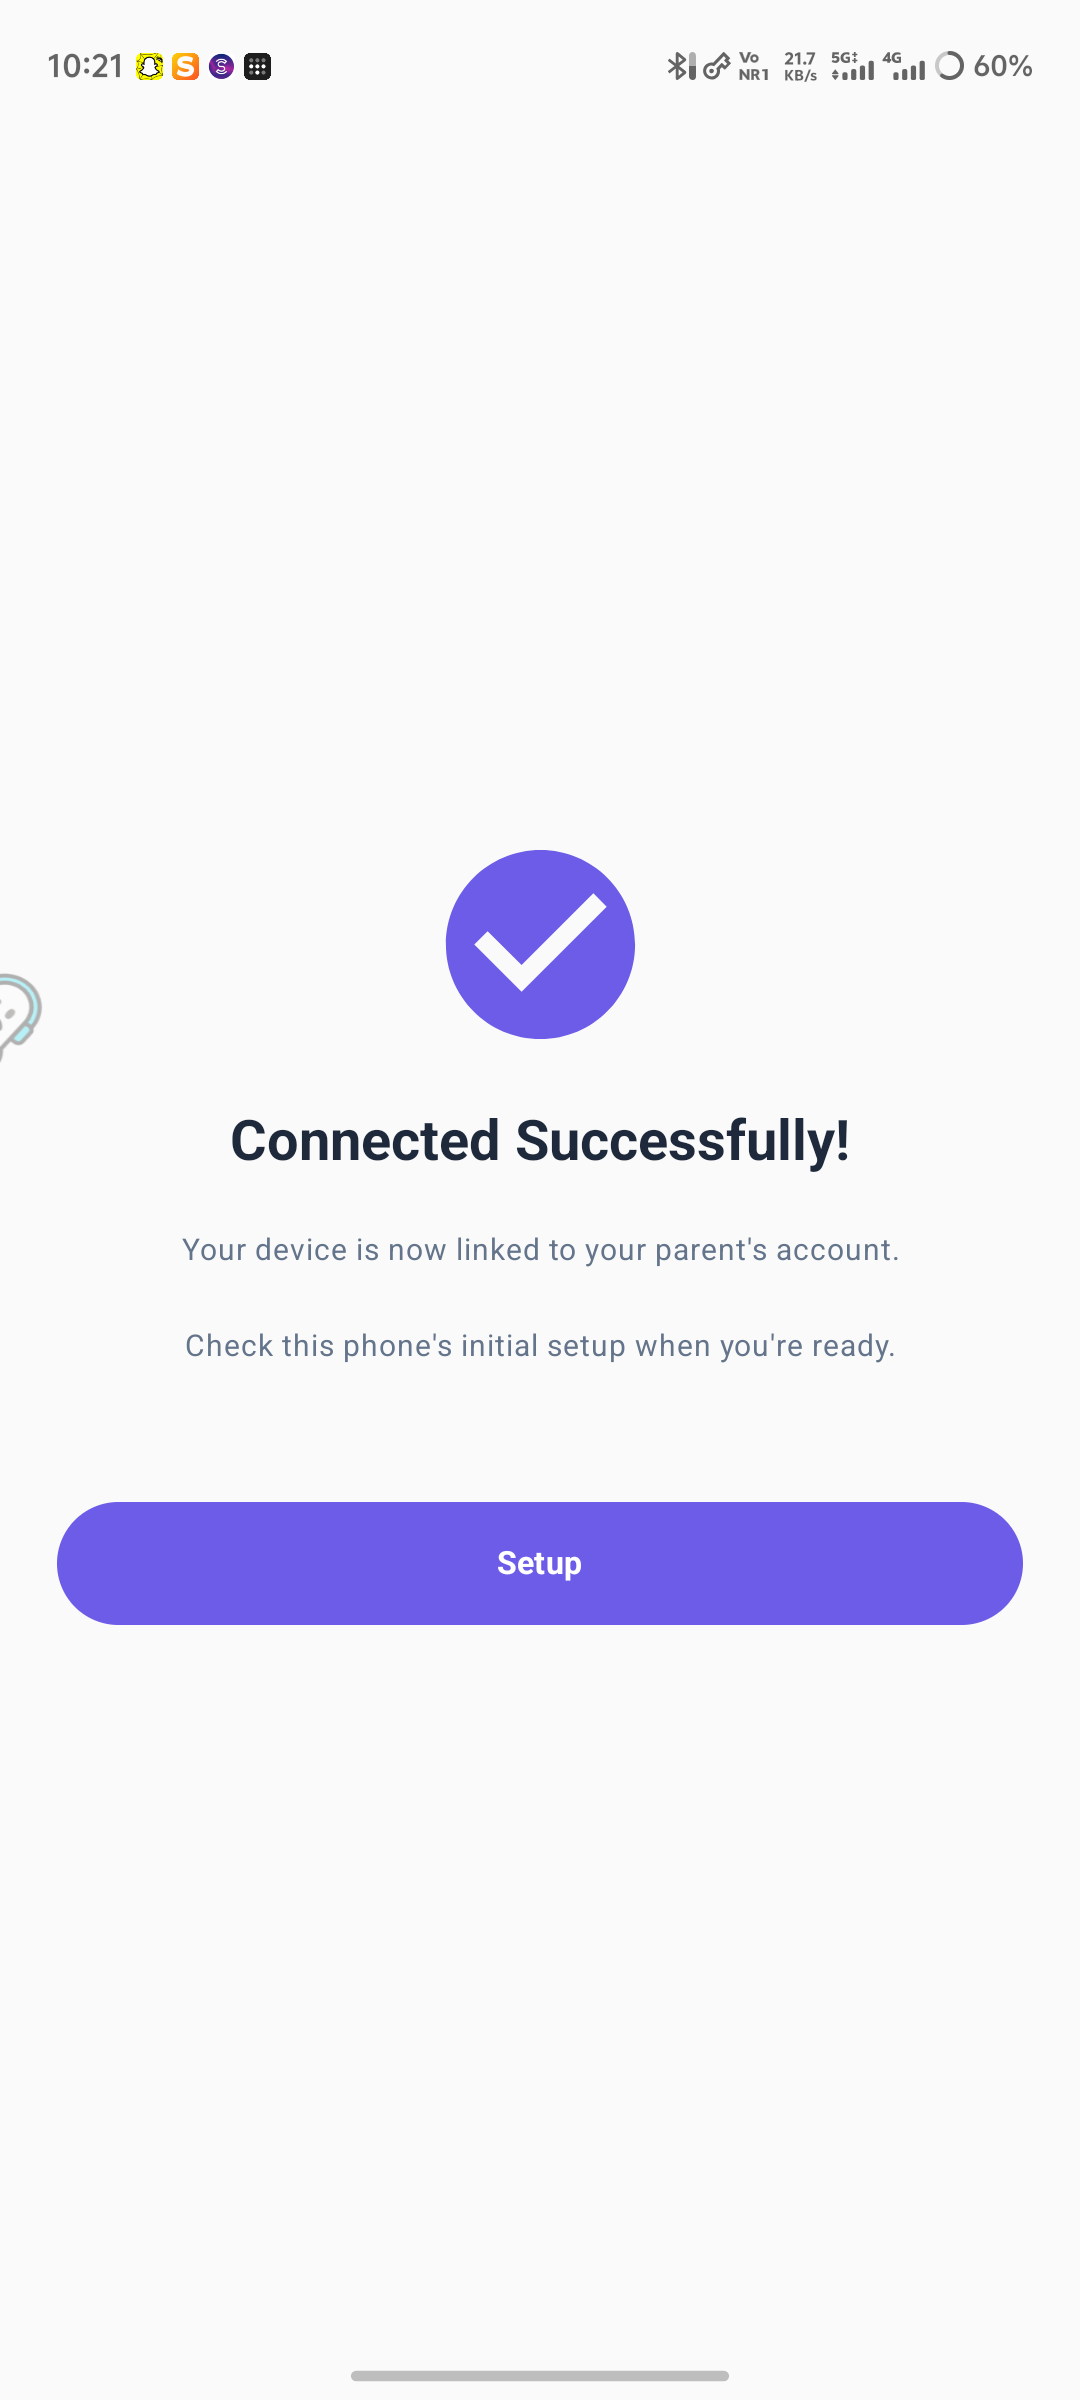 10:21
Vo NR1 21.7 KB/s 5G 4G 60%
Connected Successfully!
Your device is now linked to your parent's account.
Check this phone's initial setup when you're ready.
Setup